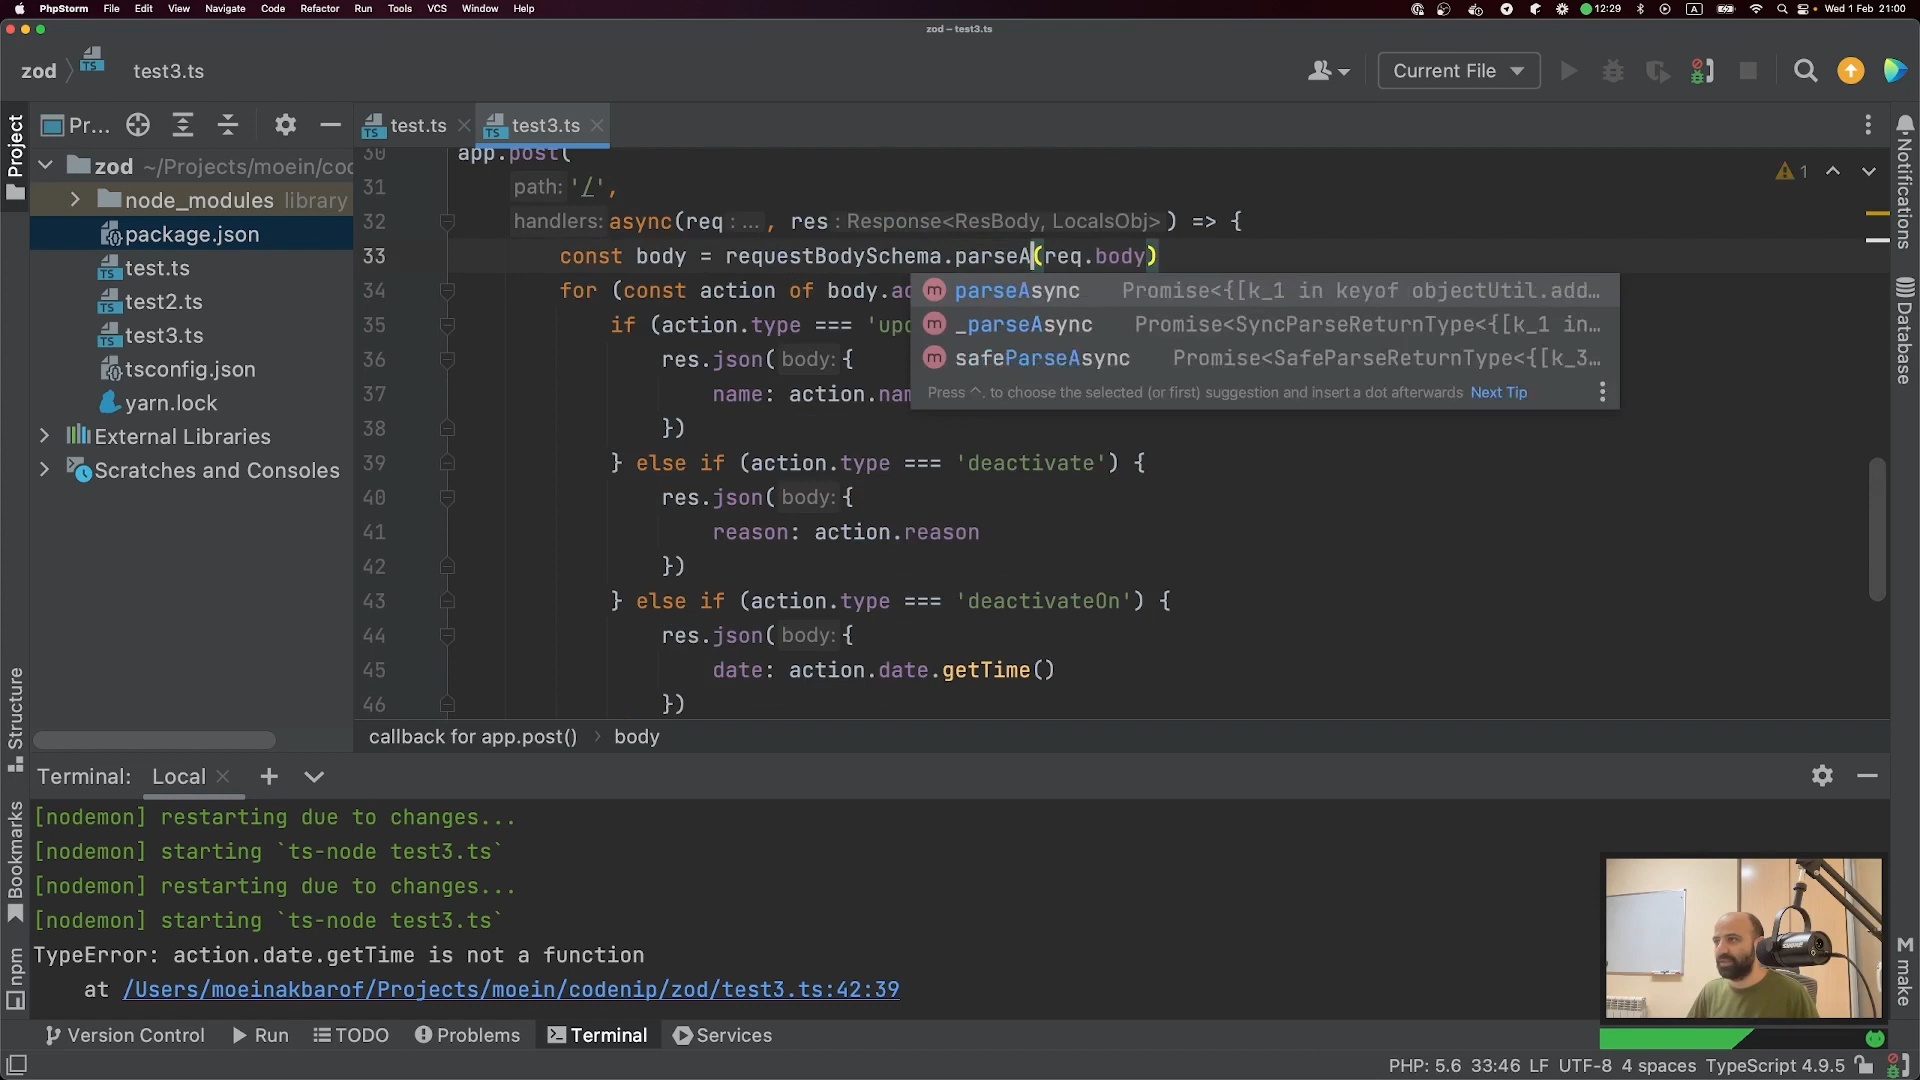 PhpStorm File Edit View Navigate Code Refactor Run Tools VCS Window Help
12:29 A Wed 1 Feb 21:00
zod – test3.ts
zod test3.ts
Current File
Project
Pr...
test.ts test3.ts
zod ~/Projects/moein/cod
node_modules library
package.json
test.ts
test2.ts
test3.ts
tsconfig.json
yarn.lock
External Libraries
Scratches and Consoles
Structure
Bookmarks
npm
Notifications
Database
make
1
30 app.post(
31 path: '/',
32 handlers: async(req : ... , res : Response<ResBody, LocalsObj> ) => {
33 const body = requestBodySchema.parseA(req.body)
34 for (const action of body.ac
35 if (action.type === 'upd
36 res.json( body: {
37 name: action.nam
38 })
39 } else if (action.type === 'deactivate') {
40 res.json( body: {
41 reason: action.reason
42 })
43 } else if (action.type === 'deactivateOn') {
44 res.json( body: {
45 date: action.date.getTime()
46 })
m parseAsync Promise<{[k_1 in keyof objectUtil.add...
m _parseAsync Promise<SyncParseReturnType<{[k_1 in...
m safeParseAsync Promise<SafeParseReturnType<{[k_3...
Press ^. to choose the selected (or first) suggestion and insert a dot afterwards Next Tip
callback for app.post() body
Terminal: Local
[nodemon] restarting due to changes...
[nodemon] starting `ts-node test3.ts`
[nodemon] restarting due to changes...
[nodemon] starting `ts-node test3.ts`
TypeError: action.date.getTime is not a function
at /Users/moeinakbarof/Projects/moein/codenip/zod/test3.ts:42:39
Version Control Run TODO Problems Terminal Services
PHP: 5.6 33:46 LF UTF-8 4 spaces TypeScript 4.9.5